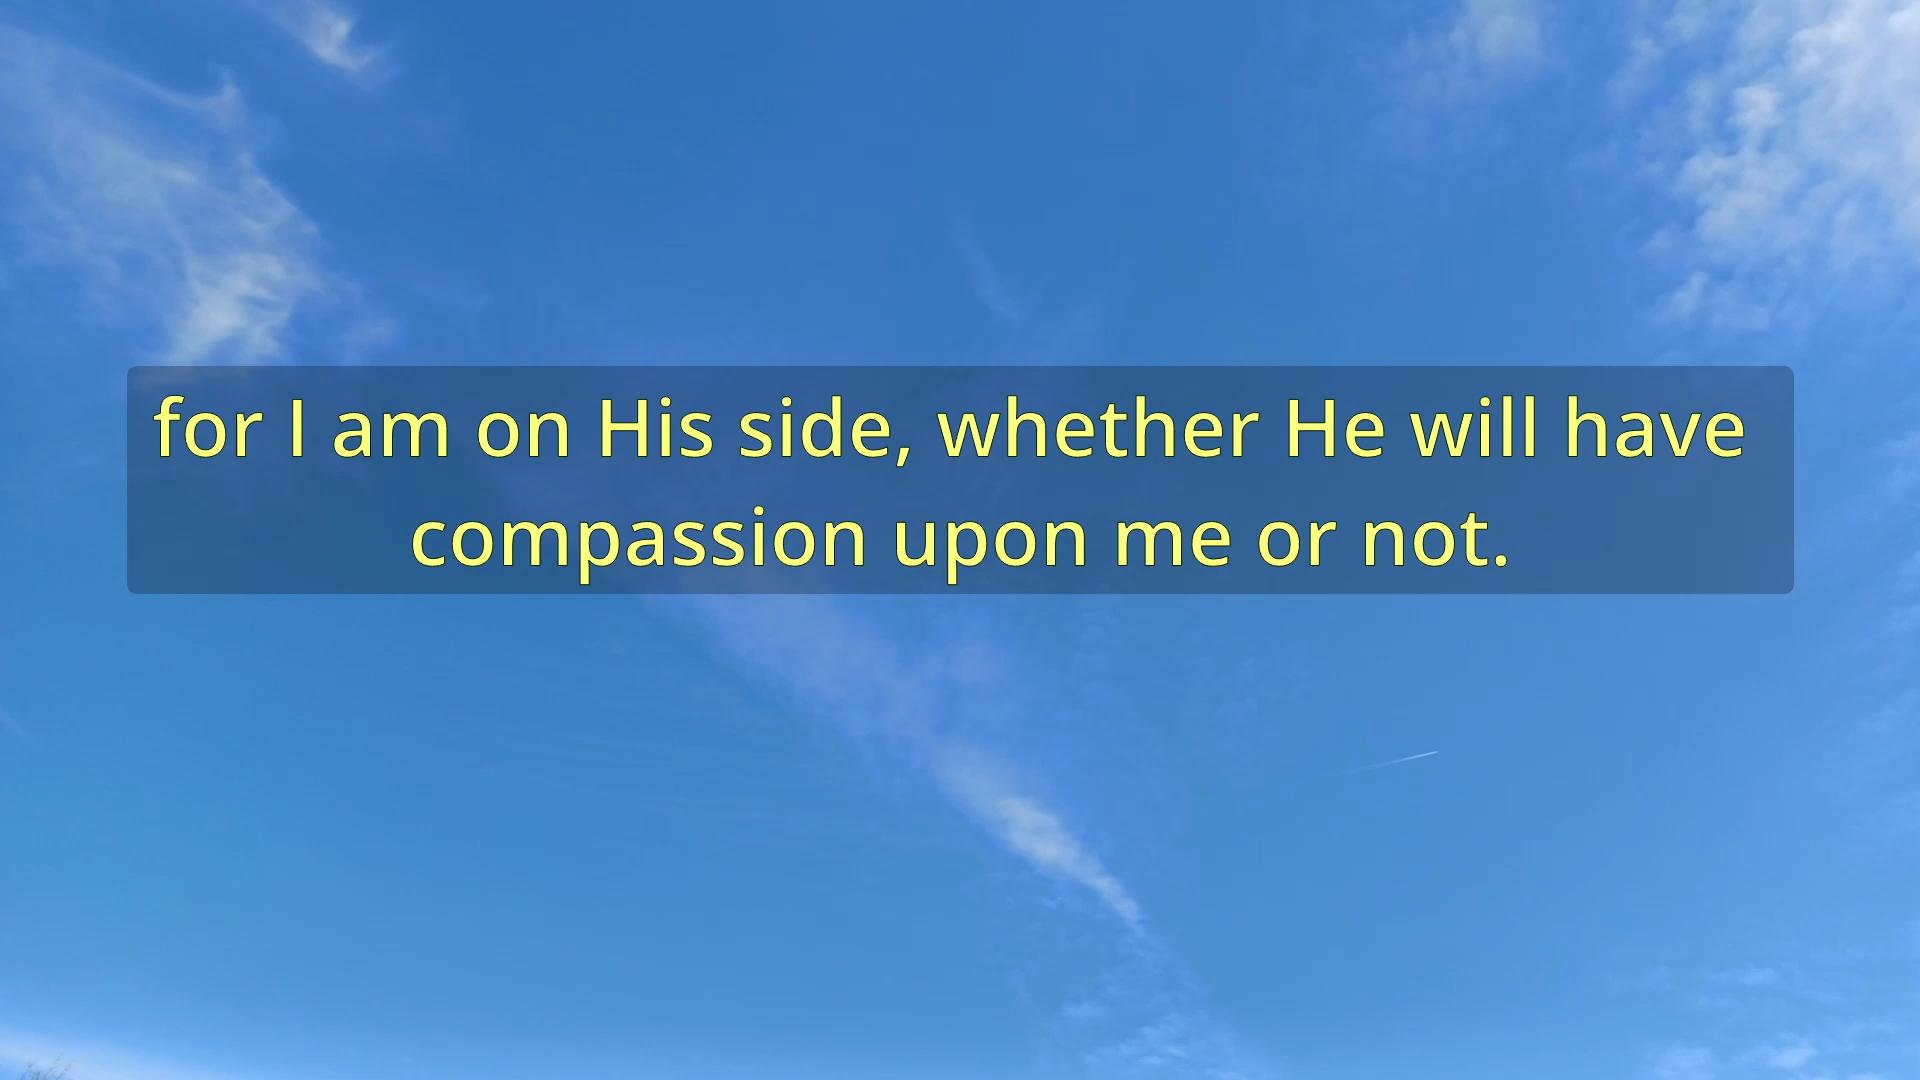 for I am on His side, whether He will have
compassion upon me or not.